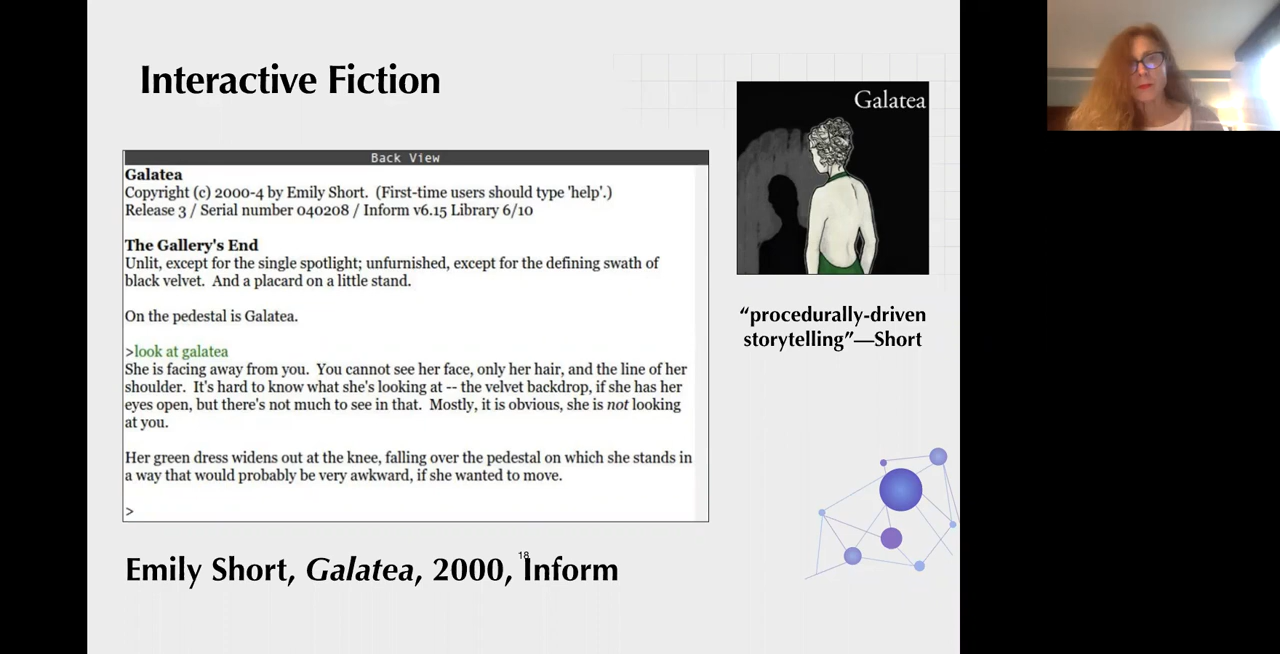 Interactive Fiction
Back View
Galatea
Copyright (c) 2000-4 by Emily Short. (First-time users should type 'help'.)
Release 3 / Serial number 040208 / Inform v6.15 Library 6/10
The Gallery's End
Unlit, except for the single spotlight; unfurnished, except for the defining swath of
black velvet. And a placard on a little stand.
On the pedestal is Galatea.
>look at galatea
She is facing away from you. You cannot see her face, only her hair, and the line of her
shoulder. It's hard to know what she's looking at -- the velvet backdrop, if she has her
eyes open, but there's not much to see in that. Mostly, it is obvious, she is not looking
at you.
Her green dress widens out at the knee, falling over the pedestal on which she stands in
a way that would probably be very awkward, if she wanted to move.
>
Galatea
“procedurally-driven
storytelling”—Short
18
Emily Short, Galatea, 2000, Inform